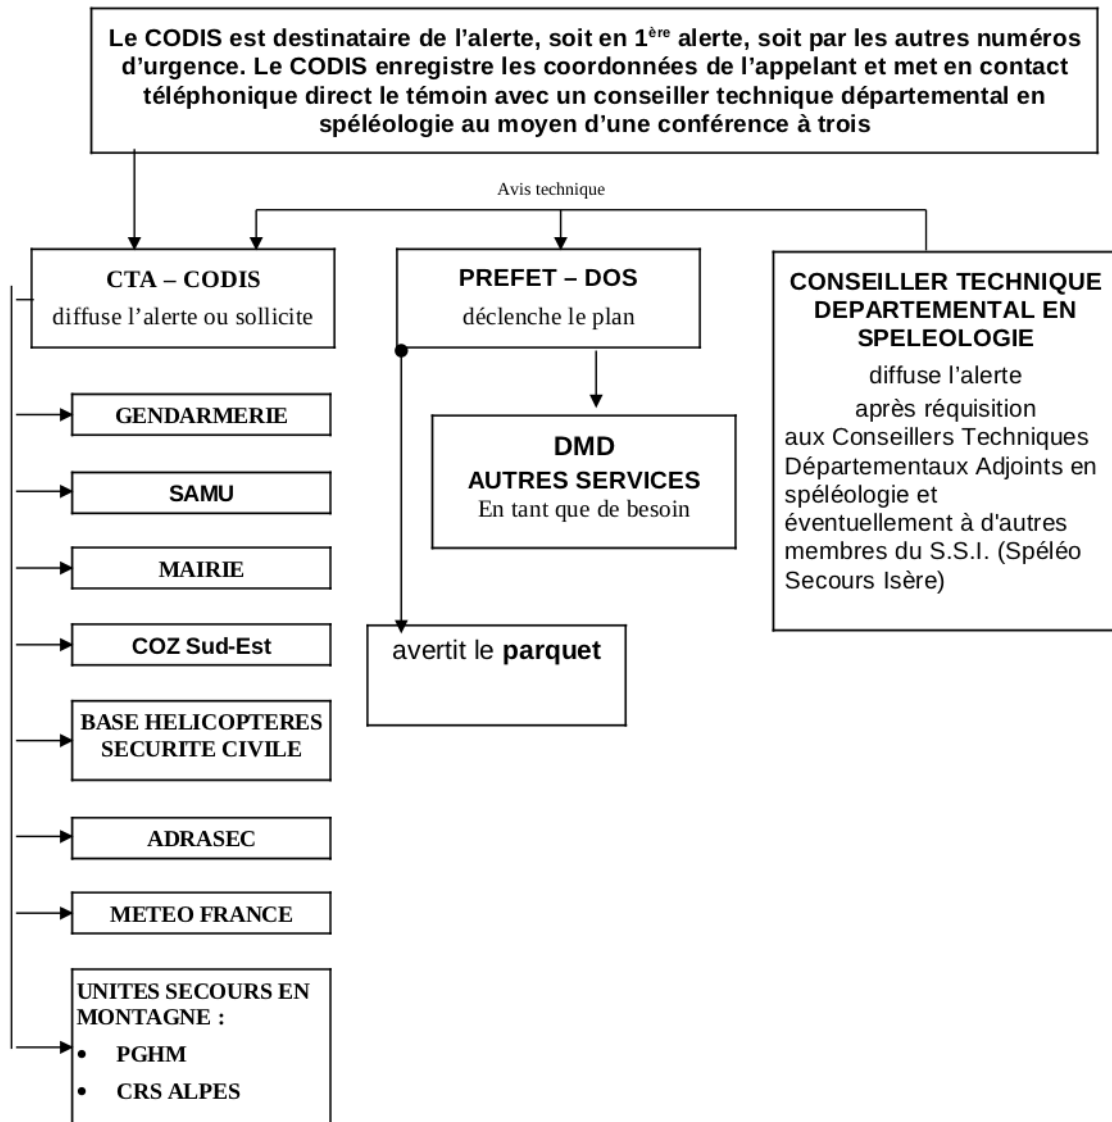 Le CODIS est destinataire de l'alerte, soit en 1ère alerte, soit par les autres numéros
d'urgence. Le CODIS enregistre les coordonnées de l'appelant et met en contact
téléphonique direct le témoin avec un conseiller technique départemental en
spéléologie au moyen d'une conférence à trois
Avis technique
CTA – CODIS
diffuse l'alerte ou sollicite
PREFET – DOS
déclenche le plan
CONSEILLER TECHNIQUE
DEPARTEMENTAL EN
SPELEOLOGIE
diffuse l'alerte
après réquisition
aux Conseillers Techniques
Départementaux Adjoints en
spéléologie et
éventuellement à d'autres
membres du S.S.I. (Spéléo
Secours Isère)
GENDARMERIE
SAMU
MAIRIE
COZ Sud-Est
BASE HELICOPTERES
SECURITE CIVILE
ADRASEC
METEO FRANCE
UNITES SECOURS EN
MONTAGNE :
• PGHM
• CRS ALPES
DMD
AUTRES SERVICES
En tant que de besoin
avertit le parquet